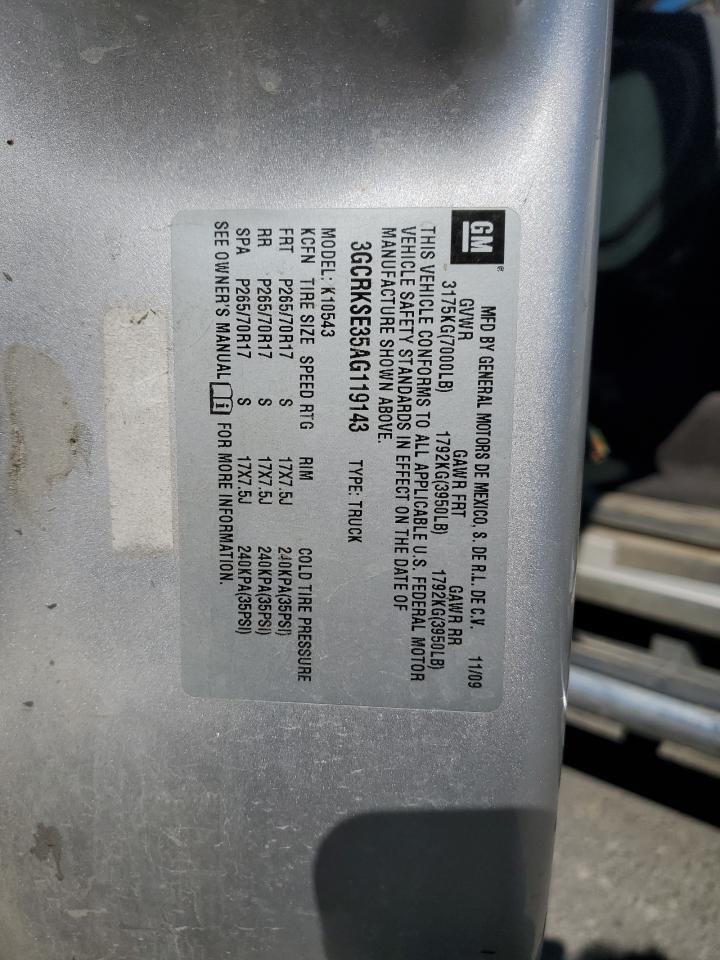 GM ®
MFD BY GENERAL MOTORS DE MEXICO, S. DE R.L. DE C.V. 11/09
GVWR GAWR FRT GAWR RR
3175KG(7000LB) 1792KG(3950LB) 1792KG(3950LB)
THIS VEHICLE CONFORMS TO ALL APPLICABLE U.S. FEDERAL MOTOR
VEHICLE SAFETY STANDARDS IN EFFECT ON THE DATE OF
MANUFACTURE SHOWN ABOVE.
3GCRKSE35AG119143 TYPE: TRUCK
MODEL: K10543
KCFN TIRE SIZE SPEED RTG RIM COLD TIRE PRESSURE
FRT P265/70R17 S 17X7.5J 240KPA(35PSI)
RR P265/70R17 S 17X7.5J 240KPA(35PSI)
SPA P265/70R17 S 17X7.5J 240KPA(35PSI)
SEE OWNER'S MANUAL i FOR MORE INFORMATION.